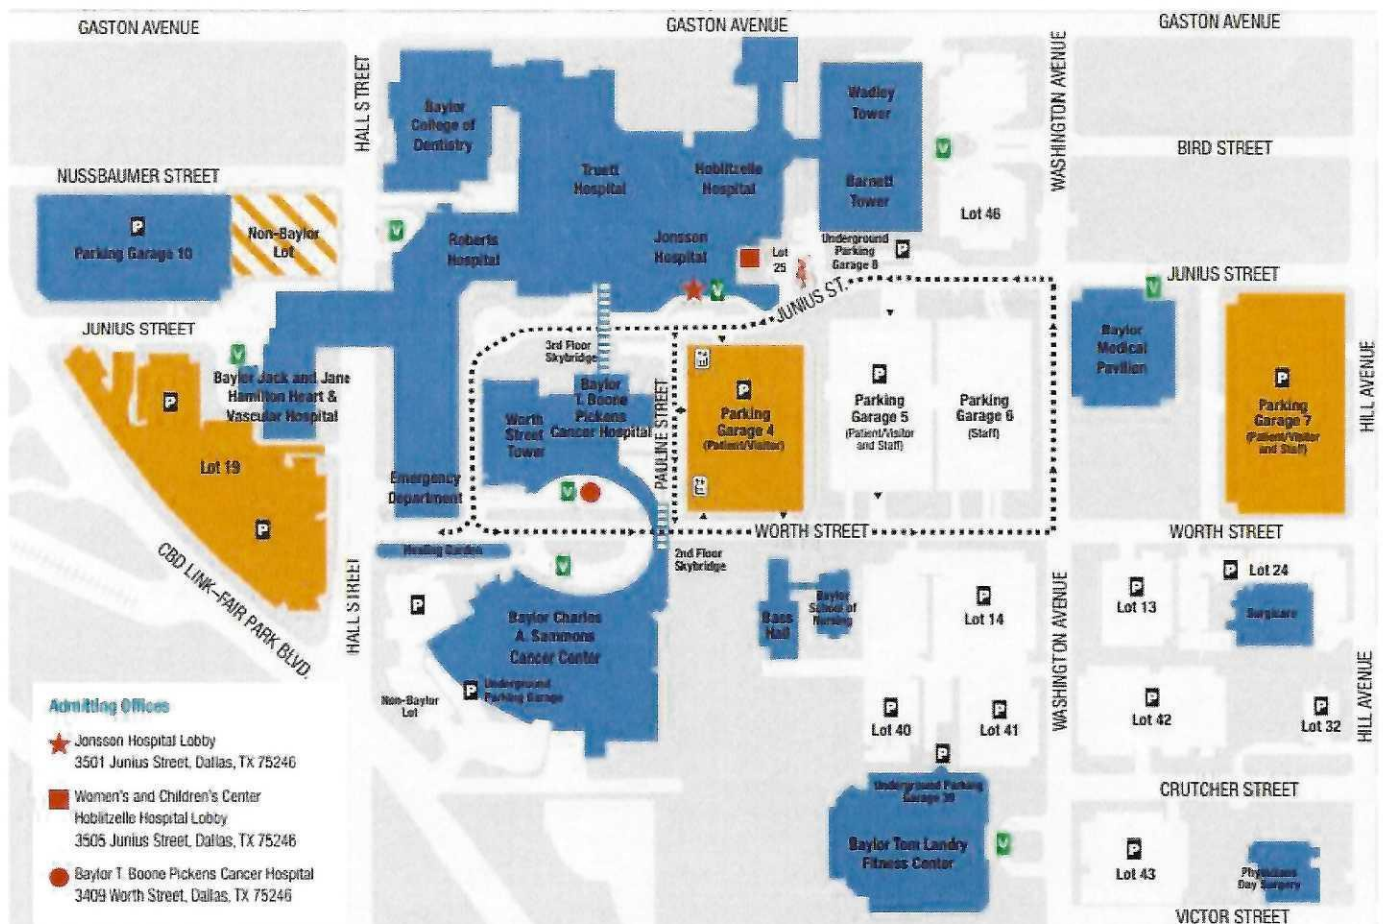 GASTON AVENUE
GASTON AVENUE
GASTON AVENUE
HALL STREET
WASHINGTON AVENUE
Baylor
College of
Dentistry
Wadley
Tower
V
BIRD STREET
NUSSBAUMER STREET
Truett
Hospital
Hoblitzelle
Hospital
Barnett
Tower
Lot 46
P
Parking Garage 10
Non-Baylor
Lot
V
Roberts
Hospital
Jonsson
Hospital
Lot
25
Underground
Parking
Garage 8
P
JUNIUS STREET
V
JUNIUS ST.
V
JUNIUS STREET
V
3rd Floor
Skybridge
Baylor
Medical
Pavilion
HILL AVENUE
Baylor Jack and Jane
Hamilton Heart &
Vascular Hospital
P
Baylor
T. Boone
Pickens
Cancer Hospital
Worth
Street
Tower
PAULINE STREET
P
Parking
Garage 4
(Patient/Visitor)
P
Parking
Garage 5
(Patient/Visitor
and Staff)
Parking
Garage 6
(Staff)
P
Parking
Garage 7
(Patient/Visitor
and Staff)
Lot 19
P
Emergency
Department
V
WORTH STREET
WORTH STREET
Healing Garden
2nd Floor
Skybridge
V
CBD LINK–FAIR PARK BLVD.
HALL STREET
P
Baylor Charles
A. Sammons
Cancer Center
Bass
Hall
Baylor
School of
Nursing
P
Lot 14
WASHINGTON AVENUE
P
Lot 13
P
Lot 24
Surgicare
HILL AVENUE
Non-Baylor
Lot
P
Underground
Parking Garage
P
Lot 40
P
Lot 41
P
Lot 42
P
Lot 32
P
Underground Parking
Garage 39
Baylor Tom Landry
Fitness Center
V
CRUTCHER STREET
P
Lot 43
Physicians
Day Surgery
VICTOR STREET
Admitting Offices
Jonsson Hospital Lobby
3501 Junius Street, Dallas, TX 75246
Women's and Children's Center
Hoblitzelle Hospital Lobby
3505 Junius Street, Dallas, TX 75246
Baylor T. Boone Pickens Cancer Hospital
3409 Worth Street, Dallas, TX 75246